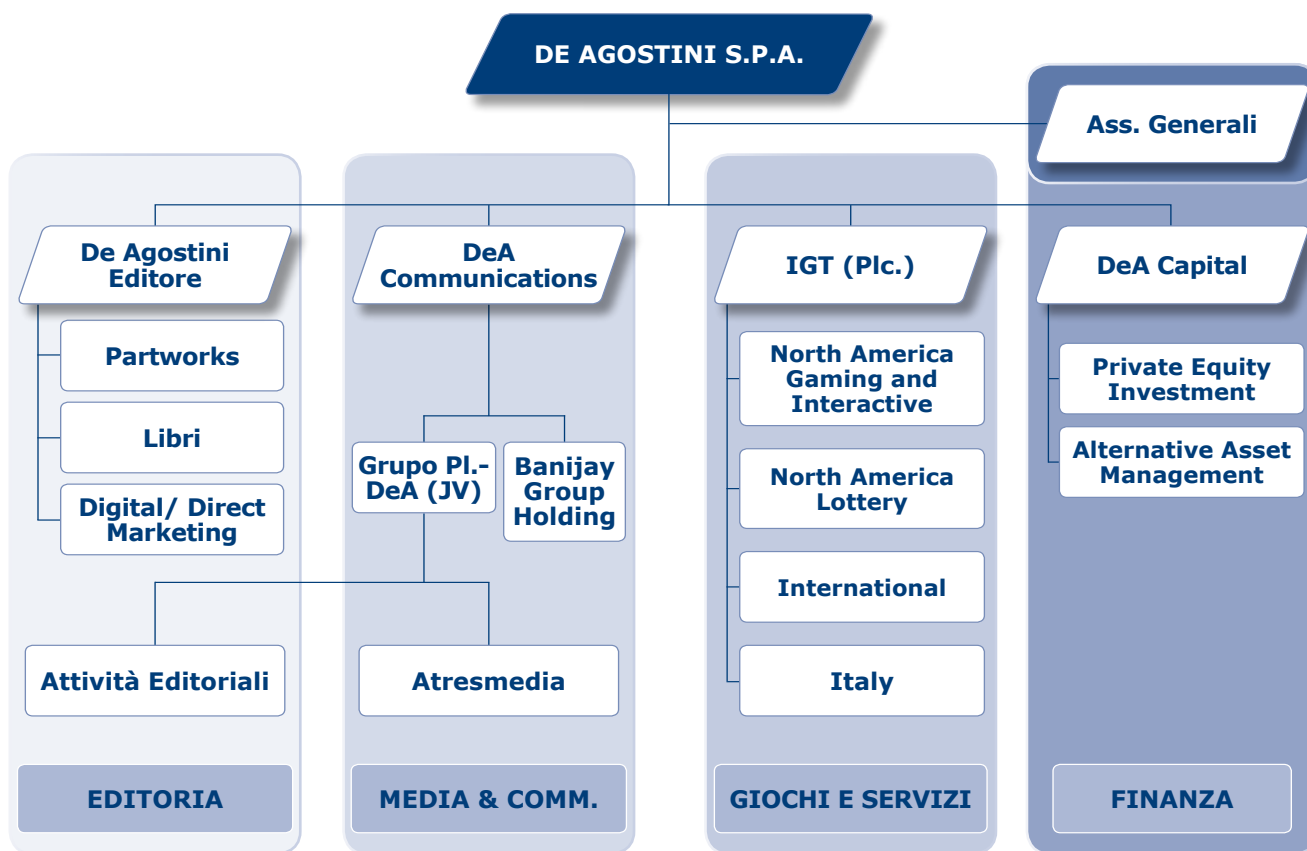 DE AGOSTINI S.P.A.
Ass. Generali
De Agostini
Editore
DeA
Communications
IGT (Plc.)
DeA Capital
Partworks
Libri
Digital/ Direct
Marketing
Grupo Pl.-
DeA (JV)
Banijay
Group
Holding
North America
Gaming and
Interactive
North America
Lottery
International
Italy
Private Equity
Investment
Alternative Asset
Management
Attività Editoriali
Atresmedia
EDITORIA
MEDIA & COMM.
GIOCHI E SERVIZI
FINANZA